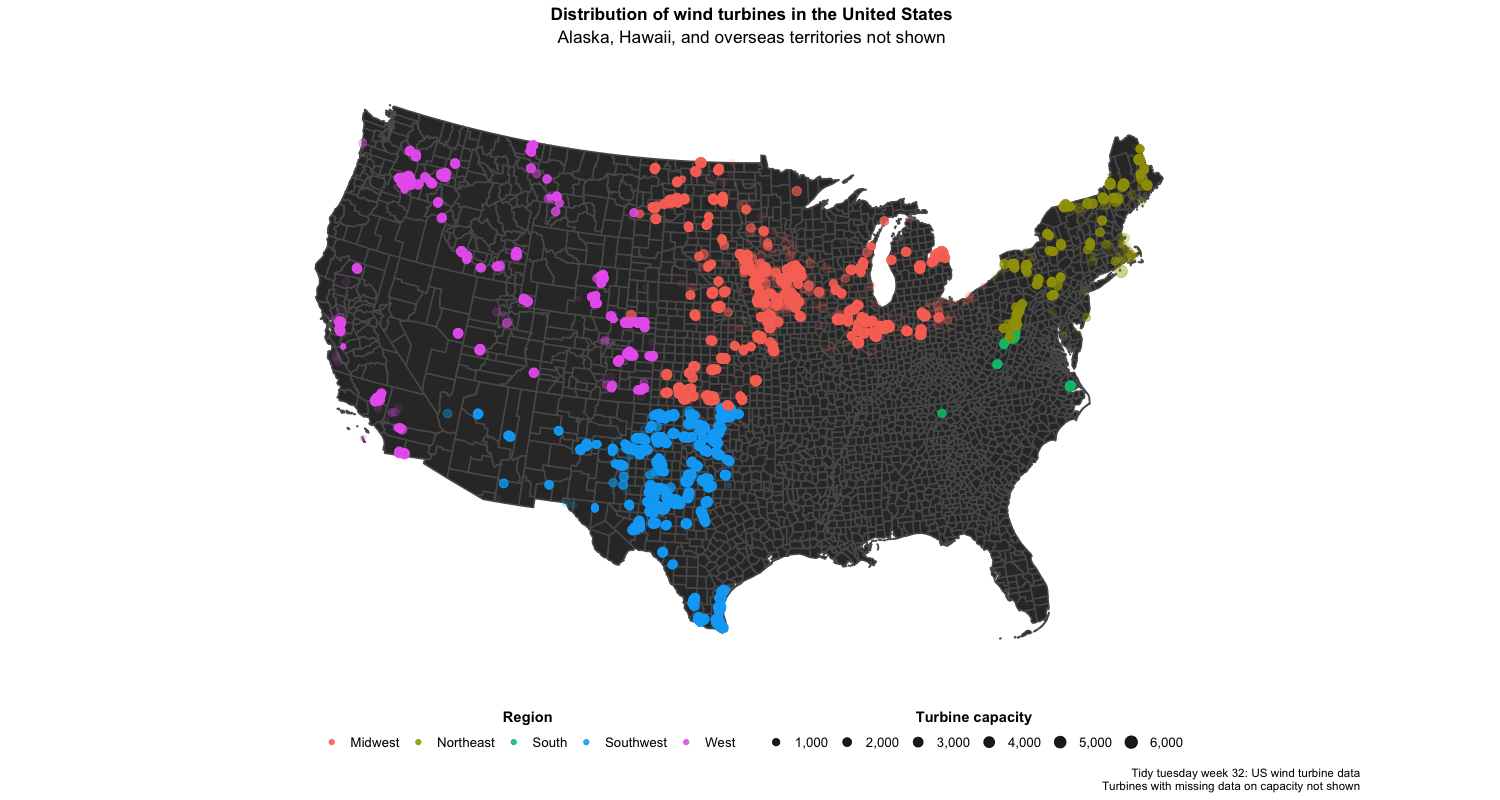 Distribution of wind turbines in the United States
Alaska, Hawaii, and overseas territories not shown
Region
Midwest Northeast South Southwest West
Turbine capacity
1,000 2,000 3,000 4,000 5,000 6,000
Tidy tuesday week 32: US wind turbine data
Turbines with missing data on capacity not shown